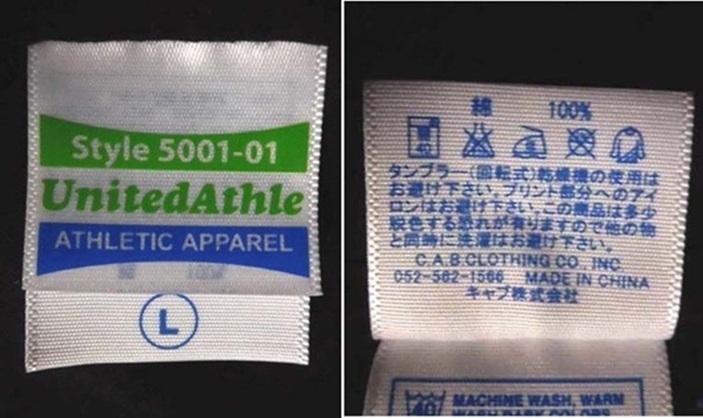 Style 5001-01
UnitedAthle
ATHLETIC APPAREL
L
綿 100%
40
タンブラー(回転式)乾燥機の使用は
お避け下さい。プリント部分へのアイ
ロンはお避け下さい。この商品は多少
脱色する恐れが有りますので他の物
と同時に洗濯はお避け下さい。
C.A.B.CLOTHING CO., INC.
052-562-1566 MADE IN CHINA
キャブ株式会社
40 MACHINE WASH, WARM